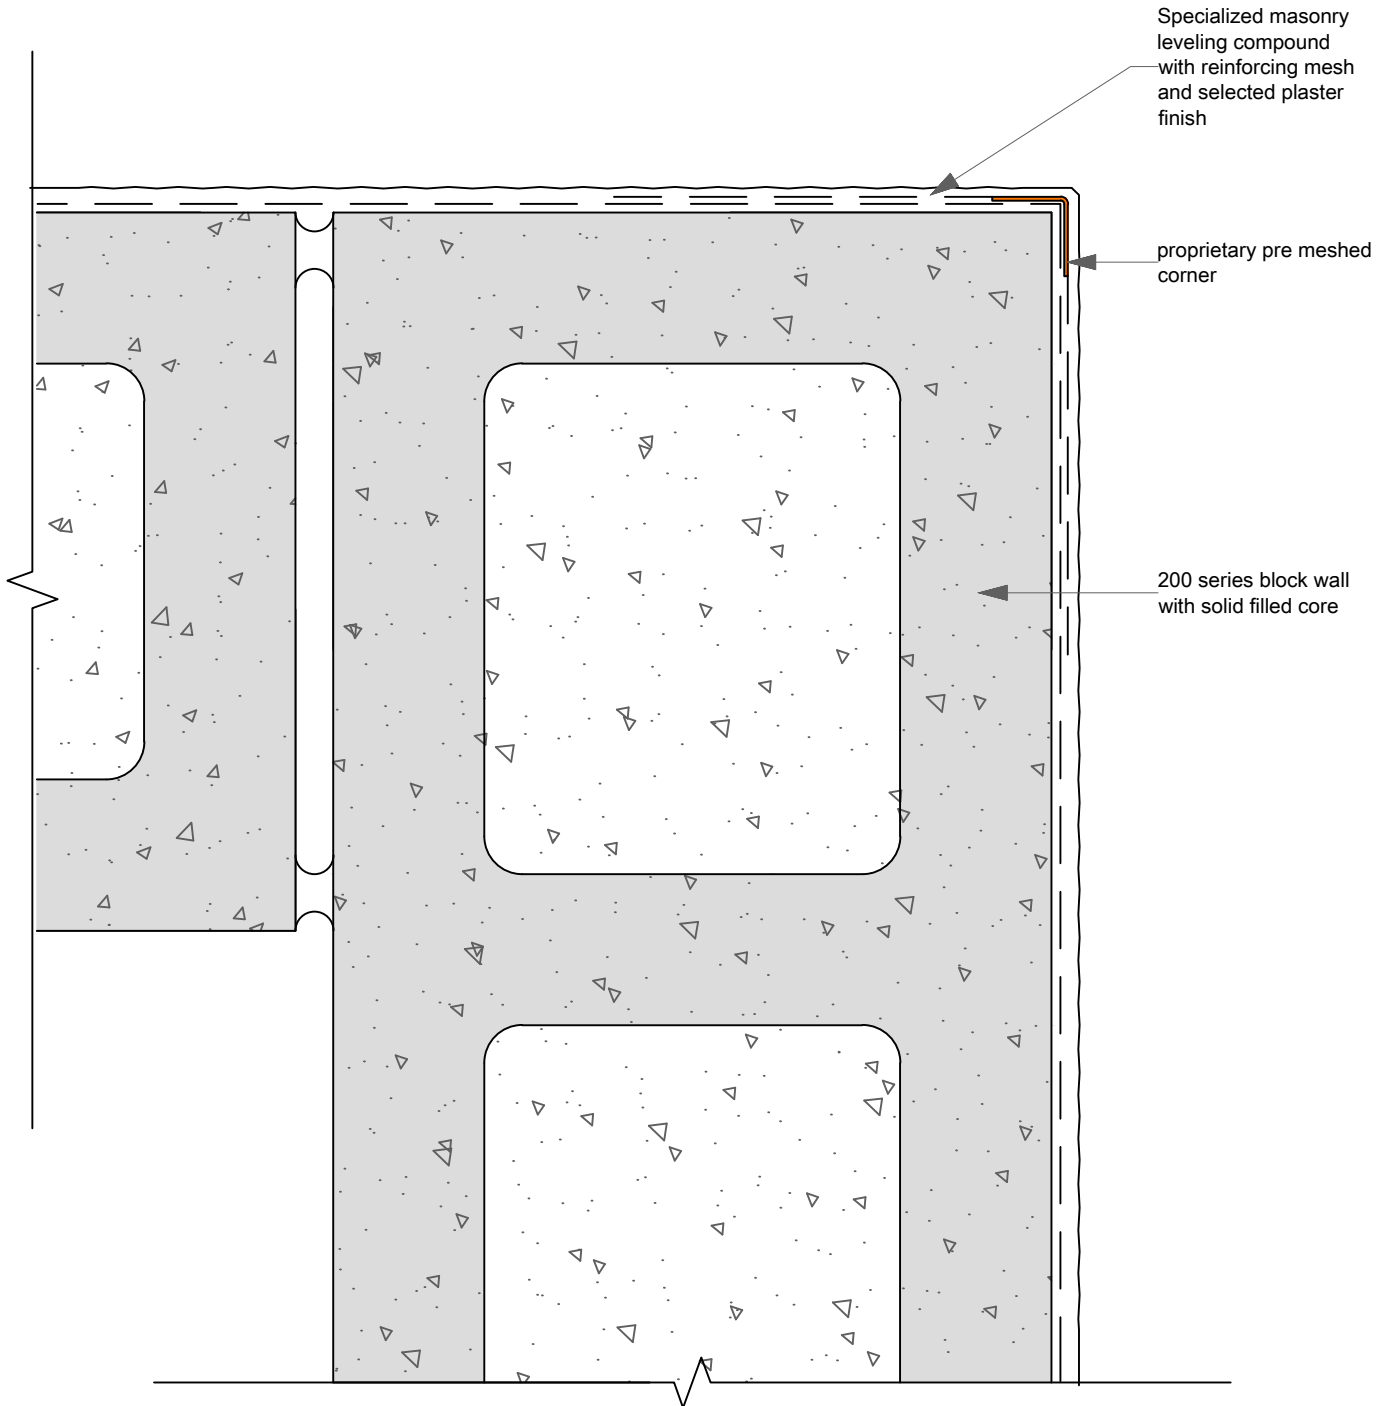 Specialized masonry
leveling compound
with reinforcing mesh
and selected plaster
finish
proprietary pre meshed
corner
200 series block wall
with solid filled core